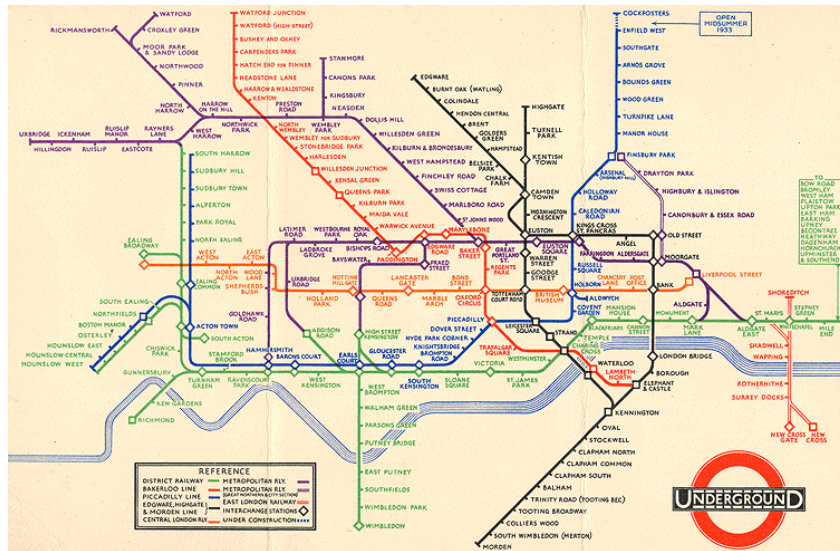 WATFORD
RICKMANSWORTH
CROXLEY GREEN
MOOR PARK
& SANDY LODGE
NORTHWOOD
PINNER
NORTH
HARROW
HARROW
ON THE HILL
WEST
HARROW
RAYNERS
LANE
EASTCOTE
RUISLIP
MANOR
RUISLIP
ICKENHAM
HILLINGDON
UXBRIDGE
NORTHWICK
PARK
PRESTON
ROAD
WEMBLEY
PARK
STANMORE
CANONS PARK
KINGSBURY
NEASDEN
DOLLIS HILL
WILLESDEN GREEN
KILBURN & BRONDESBURY
WEST HAMPSTEAD
FINCHLEY ROAD
SWISS COTTAGE
MARLBORO ROAD
ST JOHNS WOOD
WATFORD JUNCTION
WATFORD (HIGH STREET)
BUSHEY AND OXHEY
CARPENDERS PARK
HATCH END FOR PINNER
HEADSTONE LANE
HARROW & WEALDSTONE
KENTON
NORTH
WEMBLEY
WEMBLEY FOR SUDBURY
STONEBRIDGE PARK
HARLESDEN
WILLESDEN JUNCTION
KENSAL GREEN
QUEENS PARK
KILBURN PARK
MAIDA VALE
WARWICK AVENUE
PADDINGTON
EDGWARE
ROAD
MARYLEBONE
BAKER
STREET
REGENTS
PARK
OXFORD
CIRCUS
PICCADILLY
TRAFALGAR
SQUARE
EDGWARE
BURNT OAK (WATLING)
COLINDALE
HENDON CENTRAL
BRENT
GOLDERS
GREEN
HAMPSTEAD
BELSIZE
PARK
CHALK
FARM
HIGHGATE
TUFNELL
PARK
KENTISH
TOWN
CAMDEN
TOWN
MORNINGTON
CRESCENT
EUSTON
WARREN
STREET
GOODGE
STREET
TOTTENHAM
COURT ROAD
LEICESTER
SQUARE
STRAND
CHARING
CROSS
WATERLOO
LAMBETH
NORTH
ELEPHANT
& CASTLE
KENNINGTON
OVAL
STOCKWELL
CLAPHAM NORTH
CLAPHAM COMMON
CLAPHAM SOUTH
BALHAM
TRINITY ROAD (TOOTING BEC)
TOOTING BROADWAY
COLLIERS WOOD
SOUTH WIMBLEDON (MERTON)
MORDEN
COCKFOSTERS
OPEN
MIDSUMMER
1933
ENFIELD WEST
SOUTHGATE
ARNOS GROVE
BOUNDS GREEN
WOOD GREEN
TURNPIKE LANE
MANOR HOUSE
FINSBURY PARK
ARSENAL
(HIGHBURY HILL)
HOLLOWAY
ROAD
CALEDONIAN
ROAD
KINGS CROSS
ST. PANCRAS
RUSSELL
SQUARE
HOLBORN
ALDWYCH
COVENT
GARDEN
DRAYTON PARK
HIGHBURY & ISLINGTON
CANONBURY & ESSEX ROAD
OLD STREET
ANGEL
MOORGATE
BANK
LONDON BRIDGE
BOROUGH
LIVERPOOL STREET
ALDGATE
FARRINGDON
ALDERSGATE
EUSTON
SQUARE
GREAT
PORTLAND ST.
PRAED
STREET
BISHOPS ROAD
ROYAL
OAK
WESTBOURNE
PARK
LADBROKE
GROVE
LATIMER
ROAD
BAYSWATER
UXBRIDGE
ROAD
GOLDHAWK
ROAD
HAMMERSMITH
EALING
BROADWAY
WEST
ACTON
EAST
ACTON
NORTH
ACTON
WOOD
LANE
SHEPHERDS
BUSH
HOLLAND
PARK
NOTTING
HILL GATE
QUEENS
ROAD
LANCASTER
GATE
MARBLE
ARCH
BOND
STREET
BRITISH
MUSEUM
CHANCERY
LANE
POST
OFFICE
SOUTH HARROW
SUDBURY HILL
SUDBURY TOWN
ALPERTON
PARK ROYAL
NORTH EALING
EALING
COMMON
SOUTH EALING
NORTHFIELDS
BOSTON MANOR
OSTERLEY
HOUNSLOW EAST
HOUNSLOW CENTRAL
HOUNSLOW WEST
ACTON TOWN
SOUTH ACTON
CHISWICK
PARK
GUNNERSBURY
KEW GARDENS
RICHMOND
TURNHAM
GREEN
STAMFORD
BROOK
RAVENSCOURT
PARK
BARONS COURT
WEST
KENSINGTON
ADDISON
ROAD
EARLS
COURT
HIGH STREET
KENSINGTON
GLOUCESTER
ROAD
SOUTH
KENSINGTON
DOVER STREET
HYDE PARK CORNER
KNIGHTSBRIDGE
BROMPTON
ROAD
SLOANE
SQUARE
VICTORIA
ST. JAMES
PARK
WESTMINSTER
TEMPLE
BLACKFRIARS
MANSION
HOUSE
CANNON
STREET
MONUMENT
MARK
LANE
ALDGATE
EAST
ST. MARYS
WHITECHAPEL
STEPNEY
GREEN
MILE
END
SHOREDITCH
SHADWELL
WAPPING
ROTHERHITHE
SURREY DOCKS
NEW CROSS
GATE
NEW
CROSS
TO
BOW ROAD
BROMLEY
WEST HAM
PLAISTOW
UPTON PARK
EAST HAM
BARKING
UPNEY
BECONTREE
HEATHWAY
DAGENHAM
HORNCHURCH
UPMINSTER
& SOUTHEND
WEST
BROMPTON
WALHAM GREEN
PARSONS GREEN
PUTNEY BRIDGE
EAST PUTNEY
SOUTHFIELDS
WIMBLEDON PARK
WIMBLEDON
REFERENCE
DISTRICT RAILWAY
BAKERLOO LINE
PICCADILLY LINE
EDGWARE, HIGHGATE
& MORDEN LINE
CENTRAL LONDON RLY.
METROPOLITAN RLY.
METROPOLITAN RLY.
(GREAT NORTHERN & CITY SECTION)
EAST LONDON RAILWAY
INTERCHANGE STATIONS
UNDER CONSTRUCTION
UNDERGROUND